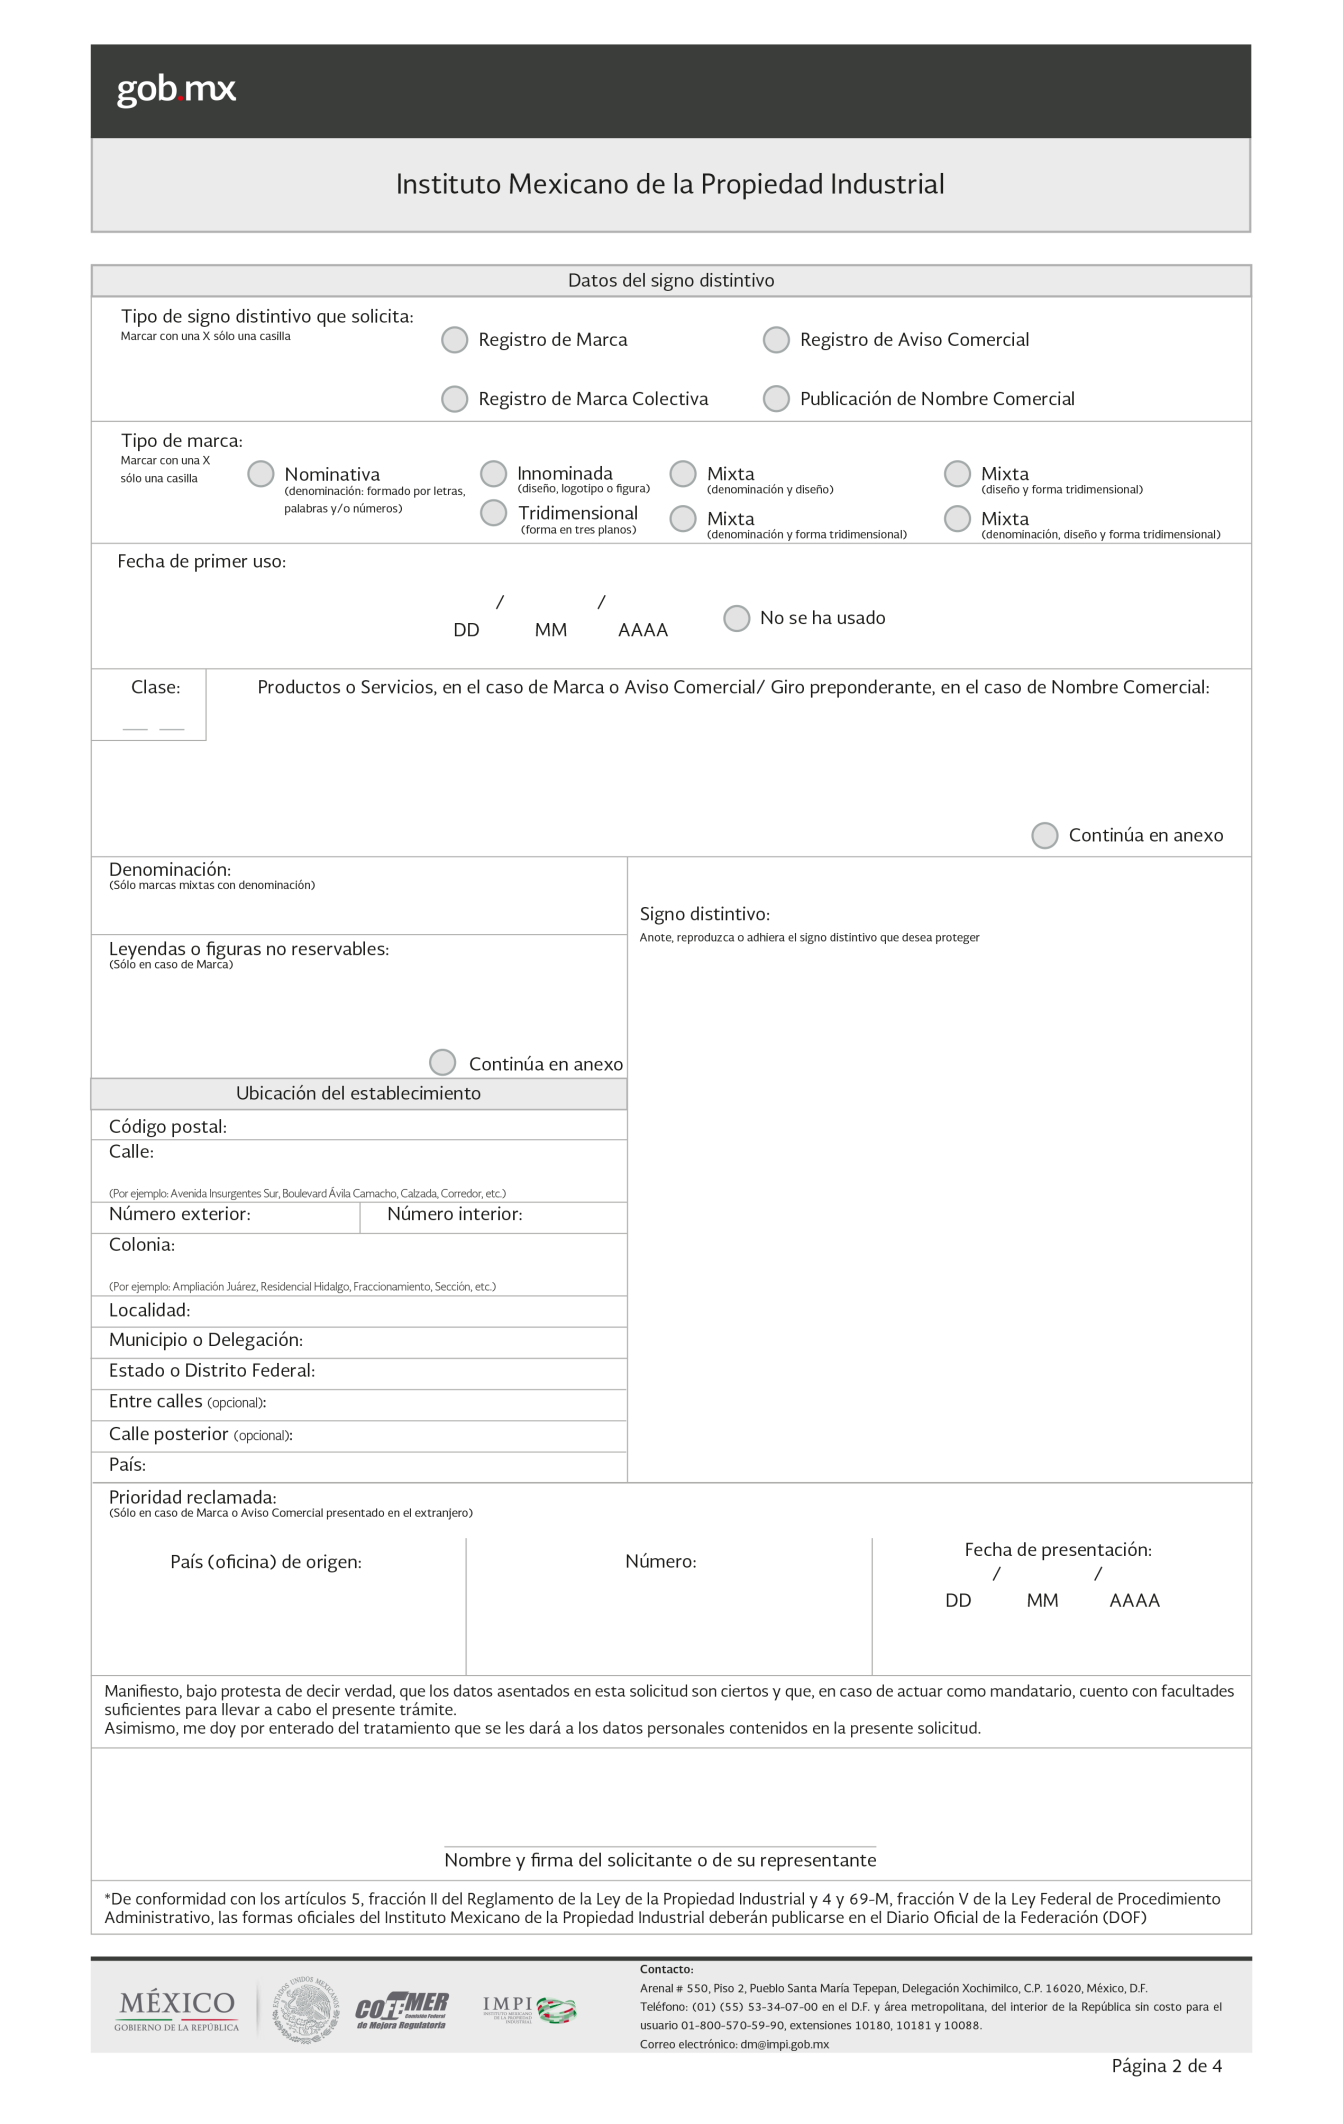 gob.mx
Instituto Mexicano de la Propiedad Industrial
Datos del signo distintivo
Tipo de signo distintivo que solicita:
Marcar con una X sólo una casilla
Registro de Marca
Registro de Aviso Comercial
Registro de Marca Colectiva
Publicación de Nombre Comercial
Tipo de marca:
Marcar con una X
sólo una casilla
Nominativa
(denominación: formado por letras,
palabras y/o números)
Innominada
(diseño, logotipo o figura)
Tridimensional
(forma en tres planos)
Mixta
(denominación y diseño)
Mixta
(denominación y forma tridimensional)
Mixta
(diseño y forma tridimensional)
Mixta
(denominación, diseño y forma tridimensional)
Fecha de primer uso:
/ /
DD MM AAAA
No se ha usado
Clase:
__ __
Productos o Servicios, en el caso de Marca o Aviso Comercial/ Giro preponderante, en el caso de Nombre Comercial:
Continúa en anexo
Denominación:
(Sólo marcas mixtas con denominación)
Leyendas o figuras no reservables:
(Sólo en caso de Marca)
Continúa en anexo
Signo distintivo:
Anote, reproduzca o adhiera el signo distintivo que desea proteger
Ubicación del establecimiento
Código postal:
Calle:
(Por ejemplo: Avenida Insurgentes Sur, Boulevard Ávila Camacho, Calzada, Corredor, etc.)
Número exterior:
Número interior:
Colonia:
(Por ejemplo: Ampliación Juárez, Residencial Hidalgo, Fraccionamiento, Sección, etc.)
Localidad:
Municipio o Delegación:
Estado o Distrito Federal:
Entre calles (opcional):
Calle posterior (opcional):
País:
Prioridad reclamada:
(Sólo en caso de Marca o Aviso Comercial presentado en el extranjero)
País (oficina) de origen:
Número:
Fecha de presentación:
/ /
DD MM AAAA
Manifiesto, bajo protesta de decir verdad, que los datos asentados en esta solicitud son ciertos y que, en caso de actuar como mandatario, cuento con facultades
suficientes para llevar a cabo el presente trámite.
Asimismo, me doy por enterado del tratamiento que se les dará a los datos personales contenidos en la presente solicitud.
Nombre y firma del solicitante o de su representante
*De conformidad con los artículos 5, fracción II del Reglamento de la Ley de la Propiedad Industrial y 4 y 69-M, fracción V de la Ley Federal de Procedimiento
Administrativo, las formas oficiales del Instituto Mexicano de la Propiedad Industrial deberán publicarse en el Diario Oficial de la Federación (DOF)
MÉXICO
GOBIERNO DE LA REPÚBLICA
ESTADOS UNIDOS MEXICANOS
COFEMER
Comisión Federal
de Mejora Regulatoria
IMPI
INSTITUTO MEXICANO
DE LA PROPIEDAD
INDUSTRIAL
Contacto:
Arenal # 550, Piso 2, Pueblo Santa María Tepepan, Delegación Xochimilco, C.P. 16020, México, D.F.
Teléfono: (01) (55) 53-34-07-00 en el D.F. y área metropolitana, del interior de la República sin costo para el
usuario 01-800-570-59-90, extensiones 10180, 10181 y 10088.
Correo electrónico: dm@impi.gob.mx
Página 2 de 4